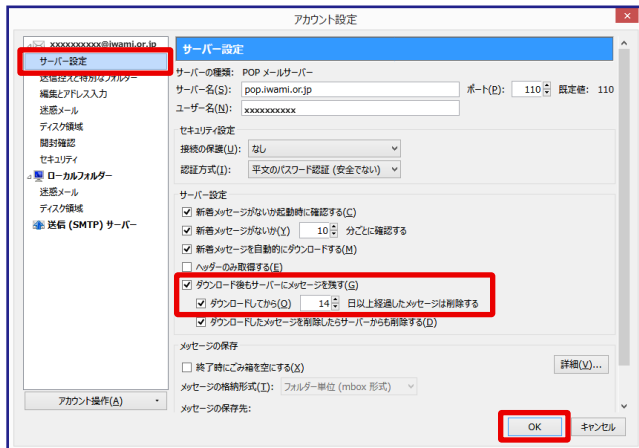 アカウント設定
×
xxxxxxxxxx@iwami.or.jp
サーバー設定
送信控えと特別なフォルダー
編集とアドレス入力
迷惑メール
ディスク領域
開封確認
セキュリティ
ローカルフォルダー
迷惑メール
ディスク領域
送信 (SMTP) サーバー
アカウント操作(A)
サーバー設定
サーバーの種類: POP メールサーバー
サーバー名(S): pop.iwami.or.jp ポート(P): 110 既定値: 110
ユーザー名(N): xxxxxxxxxx
セキュリティ設定
接続の保護(U): なし
認証方式(I): 平文のパスワード認証 (安全でない)
サーバー設定
新着メッセージがないか起動時に確認する(C)
新着メッセージがないか(Y) 10 分ごとに確認する
新着メッセージを自動的にダウンロードする(M)
ヘッダーのみ取得する(E)
ダウンロード後もサーバーにメッセージを残す(G)
ダウンロードしてから(O) 14 日以上経過したメッセージは削除する
ダウンロードしたメッセージを削除したらサーバーからも削除する(D)
メッセージの保存
終了時にごみ箱を空にする(X) 詳細(V)...
メッセージの格納形式(T): フォルダー単位 (mbox 形式)
メッセージの保存先:
OK キャンセル